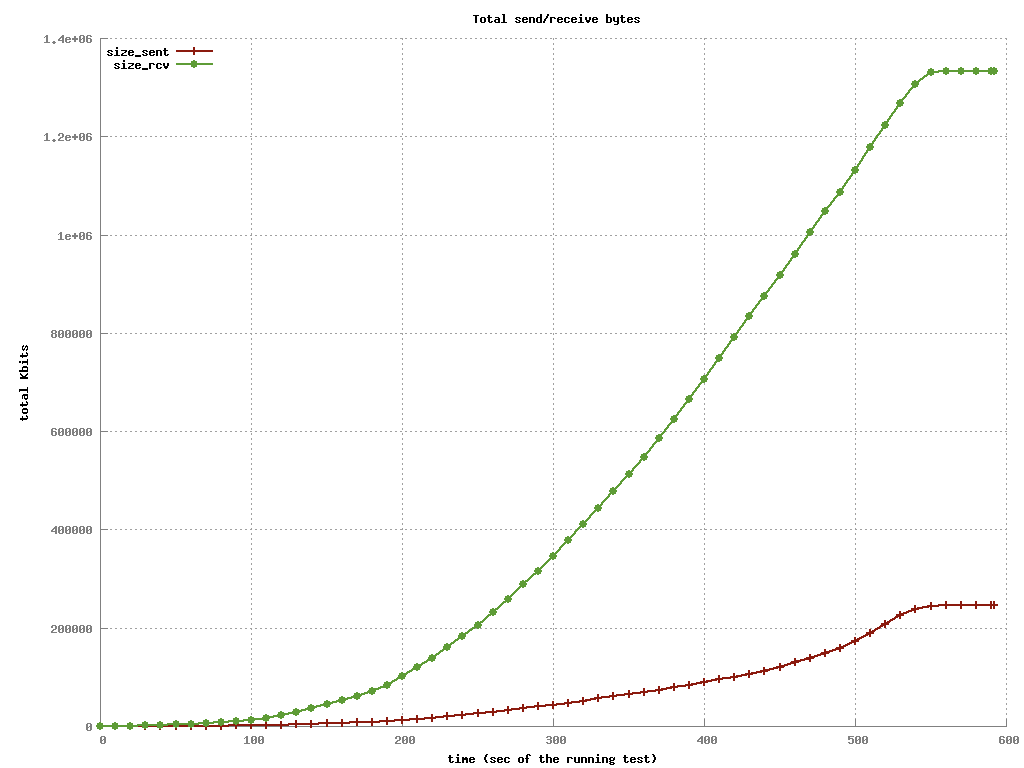 Total send/receive bytes
1.4e+06
size_sent
size_rcv
1.2e+06
1e+06
800000
total Kbits
600000
400000
200000
0
0 100 200 300 400 500 600
time (sec of the running test)